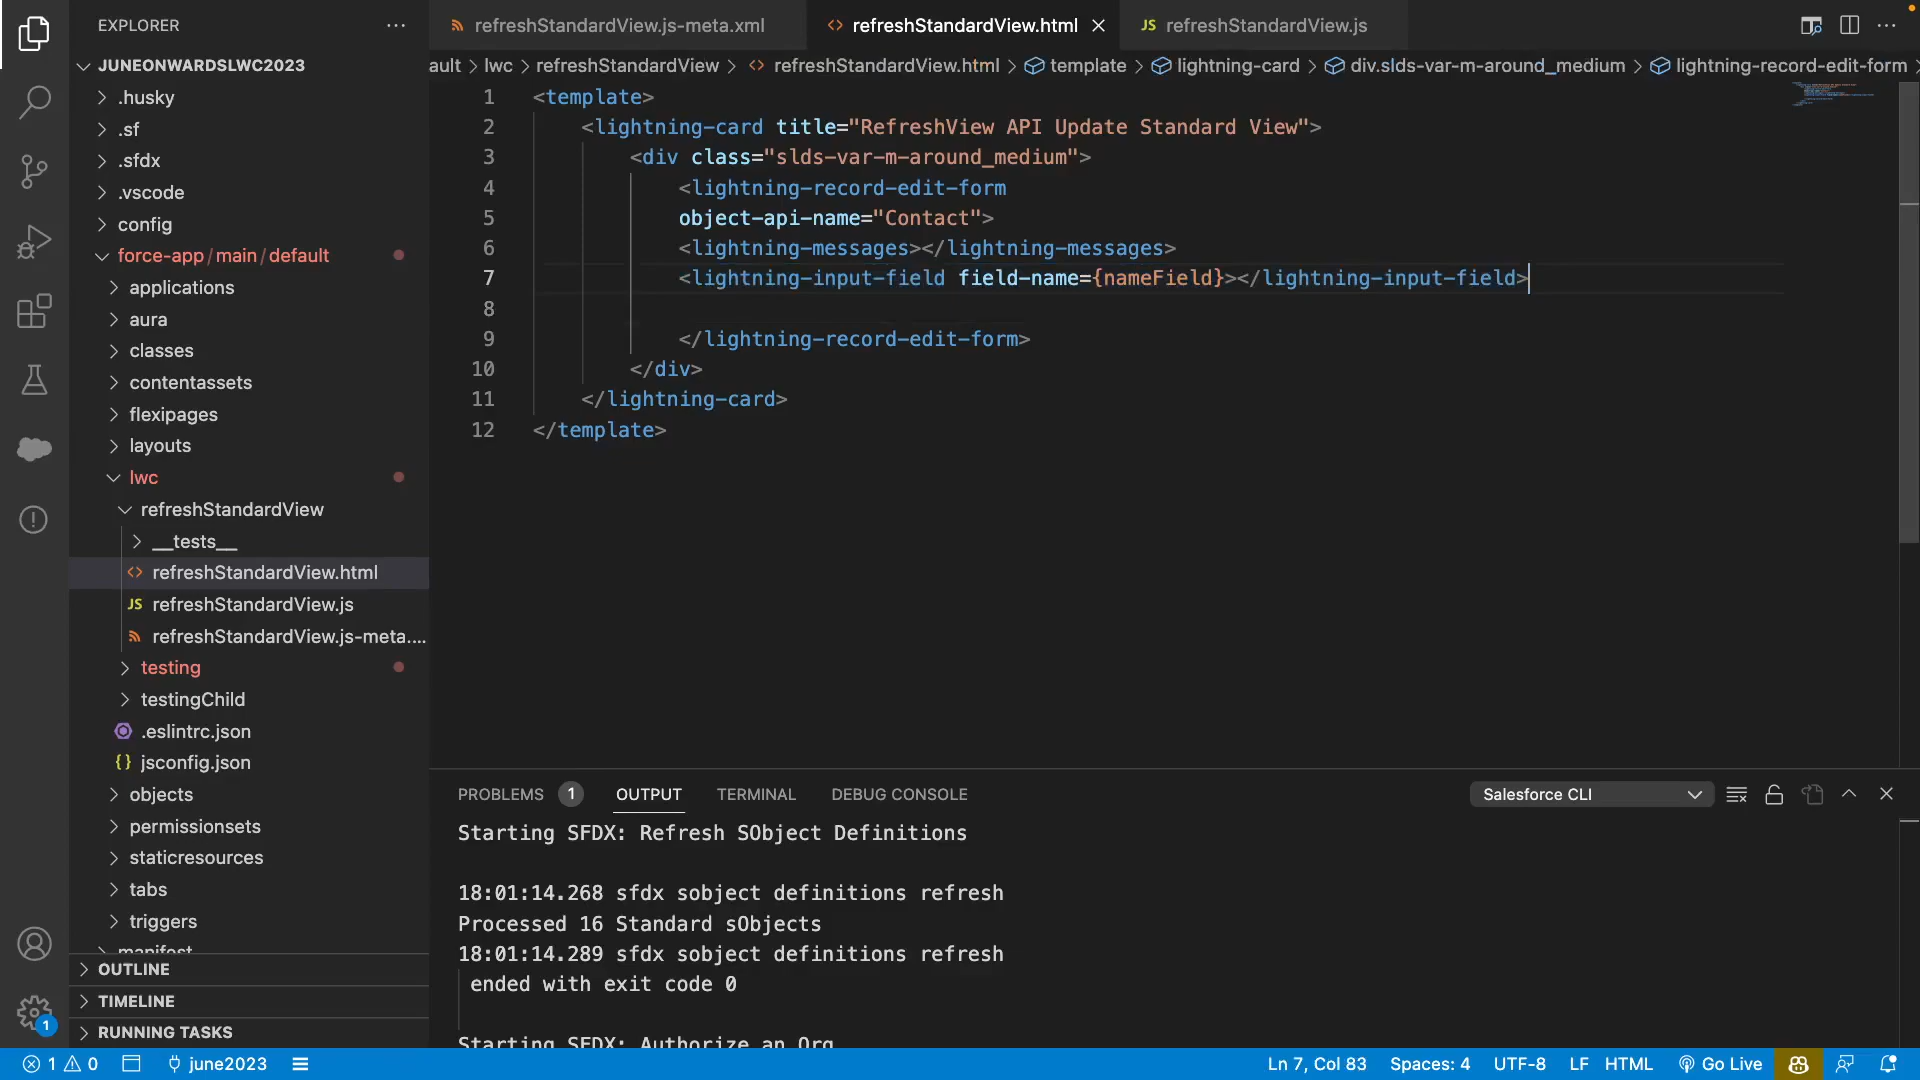 EXPLORER
JUNEONWARDSLWC2023
.husky
.sf
.sfdx
.vscode
config
force-app/main/default
applications
aura
classes
contentassets
flexipages
layouts
lwc
refreshStandardView
__tests__
refreshStandardView.html
refreshStandardView.js
refreshStandardView.js-meta....
testing
testingChild
.eslintrc.json
{} jsconfig.json
objects
permissionsets
staticresources
tabs
triggers
manifest
OUTLINE
TIMELINE
RUNNING TASKS
refreshStandardView.js-meta.xml
<> refreshStandardView.html
JS refreshStandardView.js
ault > lwc > refreshStandardView > <> refreshStandardView.html > template > lightning-card > div.slds-var-m-around_medium > lightning-record-edit-form >
1 <template>
2 <lightning-card title="RefreshView API Update Standard View">
3 <div class="slds-var-m-around_medium">
4 <lightning-record-edit-form
5 object-api-name="Contact">
6 <lightning-messages></lightning-messages>
7 <lightning-input-field field-name={nameField}></lightning-input-field>
8
9 </lightning-record-edit-form>
10 </div>
11 </lightning-card>
12 </template>
PROBLEMS 1 OUTPUT TERMINAL DEBUG CONSOLE
Salesforce CLI
Starting SFDX: Refresh SObject Definitions
18:01:14.268 sfdx sobject definitions refresh
Processed 16 Standard sObjects
18:01:14.289 sfdx sobject definitions refresh
ended with exit code 0
Starting SFDX: Authorize an Org
1
1 0 june2023
Ln 7, Col 83 Spaces: 4 UTF-8 LF HTML Go Live